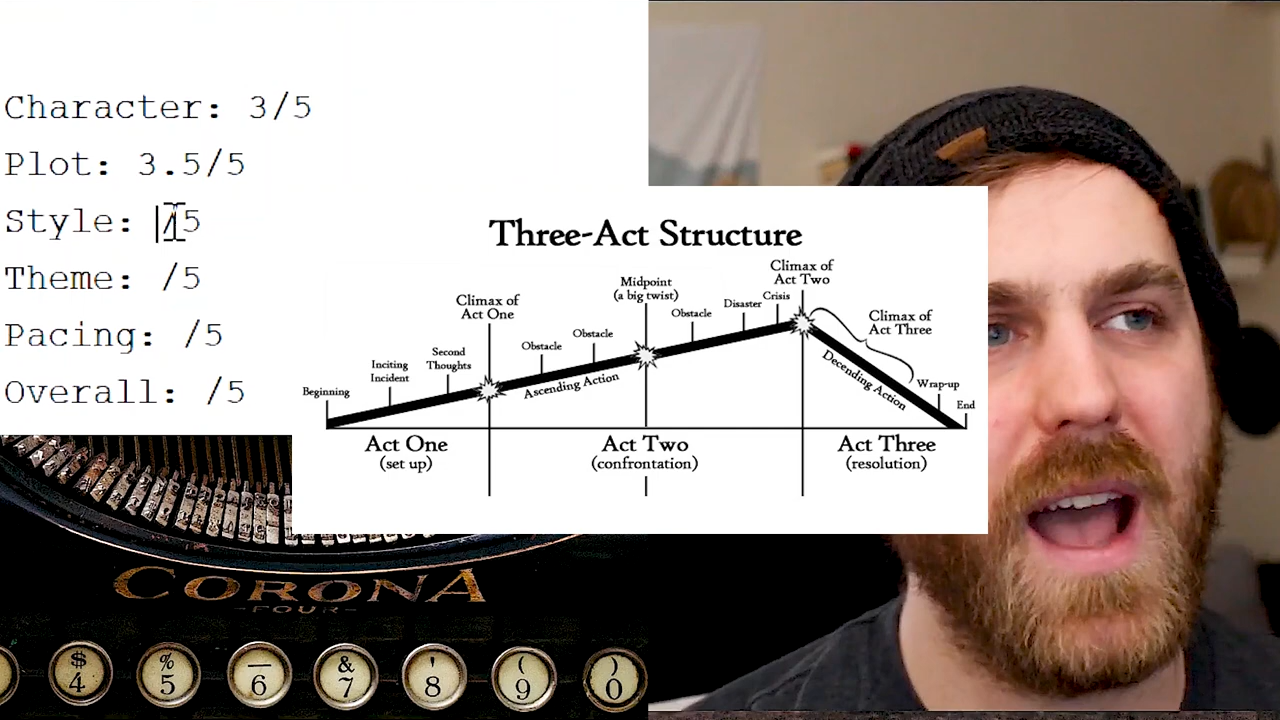 Character: 3/5
Plot: 3.5/5
Style: /5
Theme: /5
Pacing: /5
Overall: /5
Three-Act Structure
Climax of
Act Two
Midpoint
(a big twist)
Climax of
Act One
Crisis
Disaster
Obstacle
Climax of
Act Three
Obstacle
Obstacle
Second
Thoughts
Inciting
Incident
Beginning
Ascending Action
Decending Action
Wrap-up
End
Act One
(set up)
Act Two
(confrontation)
Act Three
(resolution)
CORONA
-FOUR-
$ % — & ' ( )
4 5 6 7 8 9 0